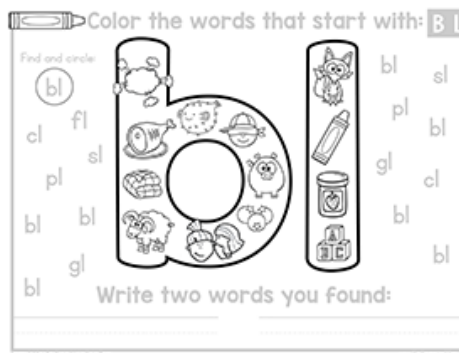 Color the words that start with: B L
Find and circle:
bl
cl
fl
sl
pl
bl
bl
gl
bl
bl
bl
sl
pl
bl
gl
cl
bl
bl
A
B C
Write two words you found: